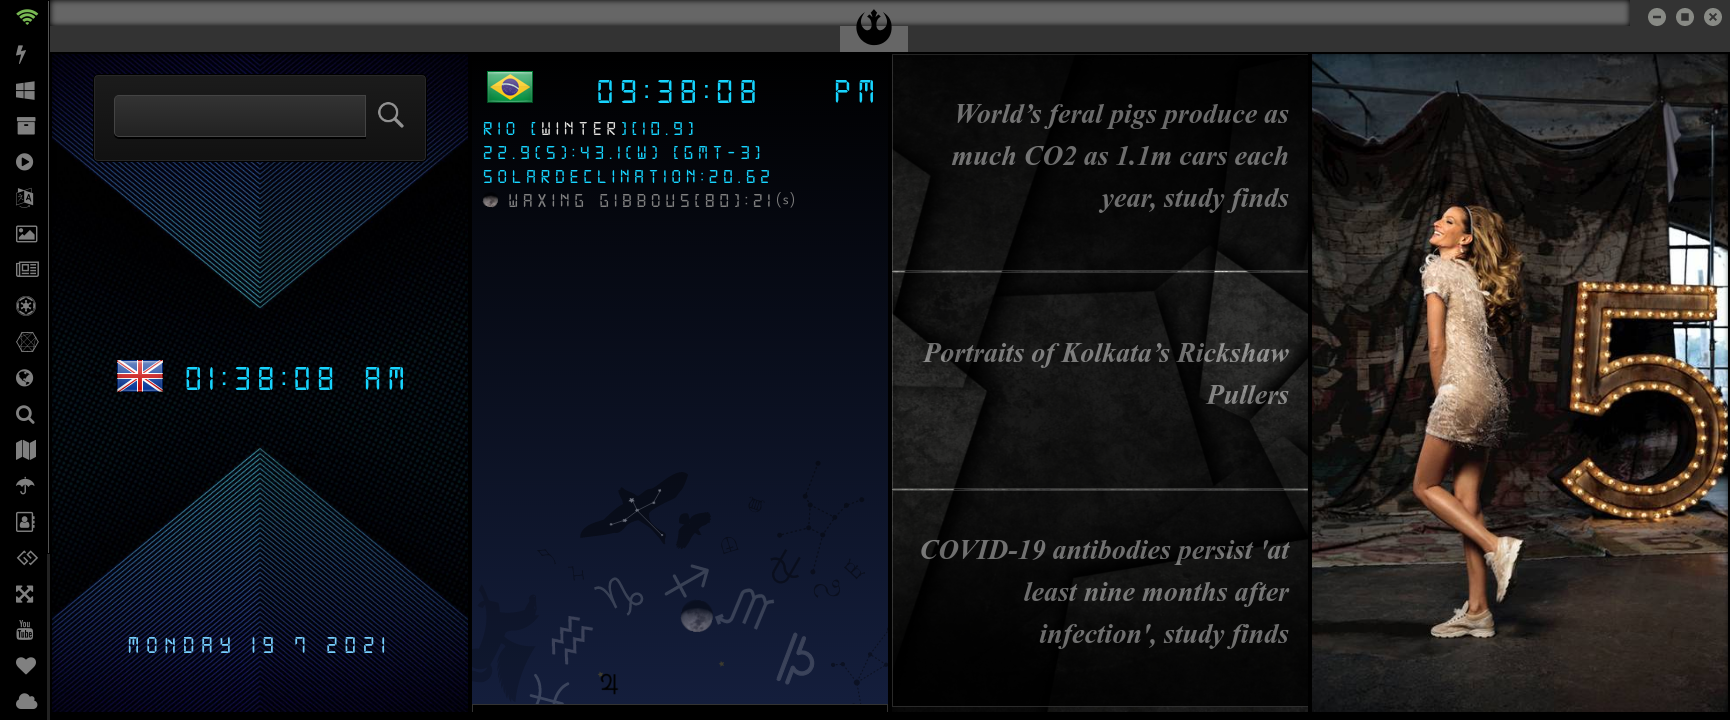 09:38:08 PM
RIO [WINTER][10.9]
22.9(S):43.1(W) [GMT-3]
SOLARDECLINATION:20.62
WAXING GIBBOUS[80]:21(s)
01:38:08 AM
MONDAY 19 7 2021
World’s feral pigs produce as
much CO2 as 1.1m cars each
year, study finds
Portraits of Kolkata’s Rickshaw
Pullers
COVID-19 antibodies persist 'at
least nine months after
infection', study finds
5
You
Tube